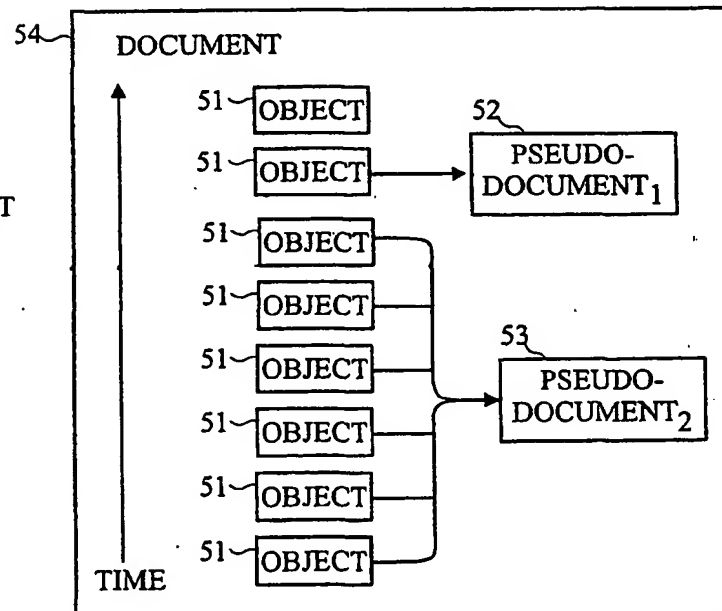 54
DOCUMENT
51 OBJECT
52
51 OBJECT
PSEUDO-
DOCUMENT1
T
51 OBJECT
51 OBJECT
51 OBJECT
53
PSEUDO-
DOCUMENT2
51 OBJECT
51 OBJECT
51 OBJECT
TIME